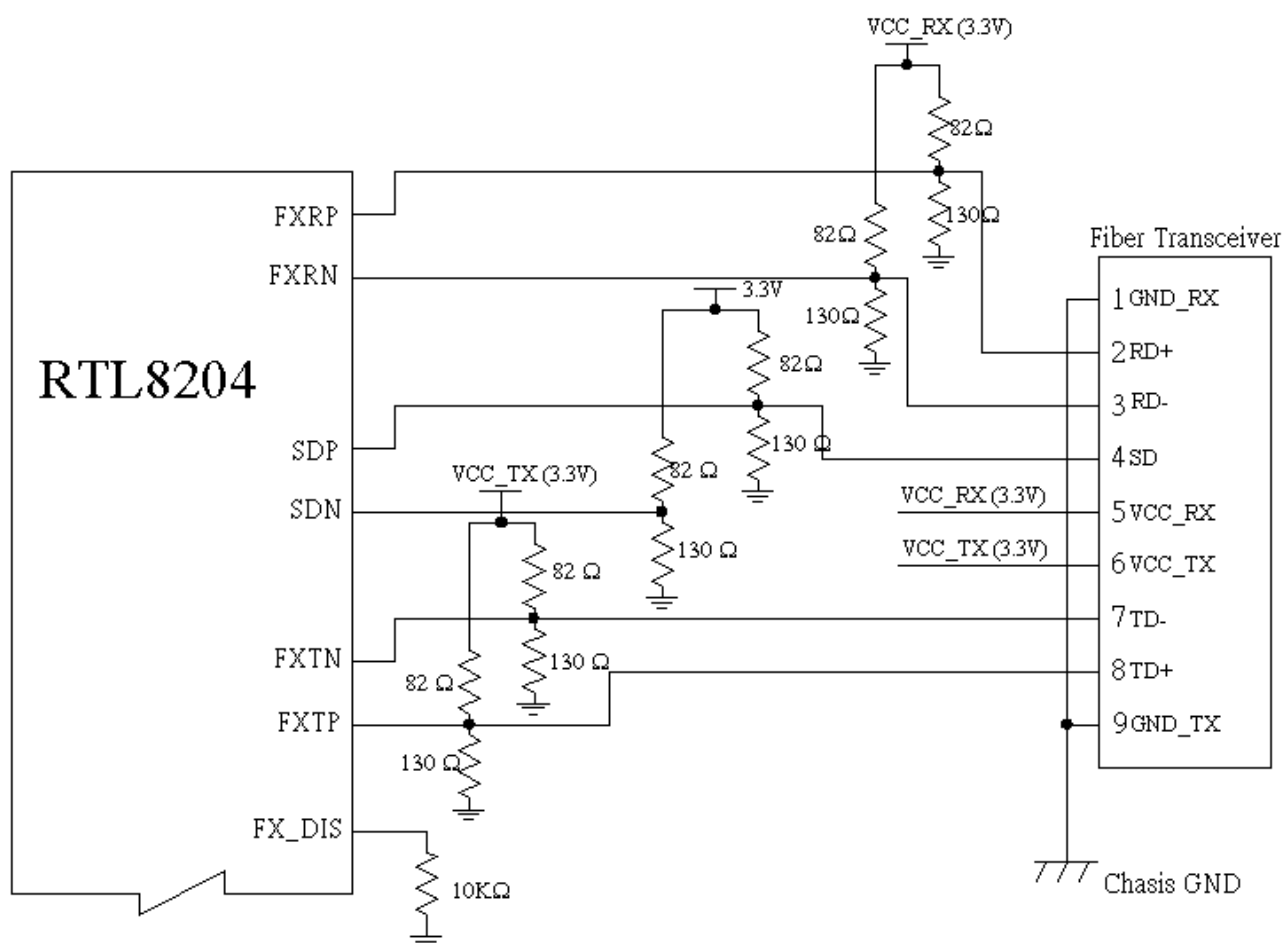 VCC_RX (3.3V)
82Ω
FXRP
130Ω
82Ω
Fiber Transceiver
FXRN
3.3V
1 GND_RX
130Ω
RTL8204
82Ω
2 RD+
3 RD-
SDP
130 Ω
4 SD
VCC_TX (3.3V)
82 Ω
VCC_RX (3.3V)
5 VCC_RX
SDN
130 Ω
VCC_TX (3.3V)
6 VCC_TX
82 Ω
7 TD-
FXTN
130 Ω
82 Ω
8 TD+
FXTP
9 GND_TX
130 Ω
FX_DIS
10KΩ
Chasis GND